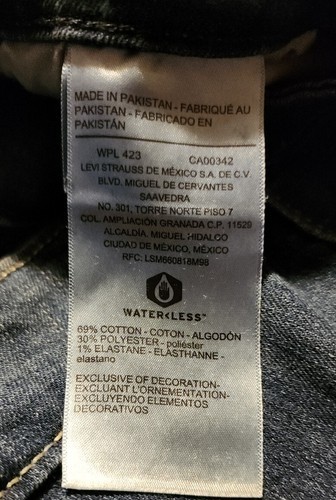 MADE IN PAKISTAN - FABRIQUÉ AU
PAKISTAN - FABRICADO EN
PAKISTÁN
WPL 423 CA00342
LEVI STRAUSS DE MÉXICO S.A. DE C.V.
BLVD. MIGUEL DE CERVANTES
SAAVEDRA
NO. 301, TORRE NORTE PISO 7
COL. AMPLIACIÓN GRANADA C.P. 11529
ALCALDÍA. MIGUEL HIDALGO
CIUDAD DE MÉXICO, MÉXICO
RFC: LSM660818M98
WATER<LESS™
69% COTTON - COTON - ALGODÓN
30% POLYESTER - poliéster
1% ELASTANE - ELASTHANNE -
elastano
EXCLUSIVE OF DECORATION-
EXCLUANT L'ORNEMENTATION-
EXCLUYENDO ELEMENTOS
DECORATIVOS